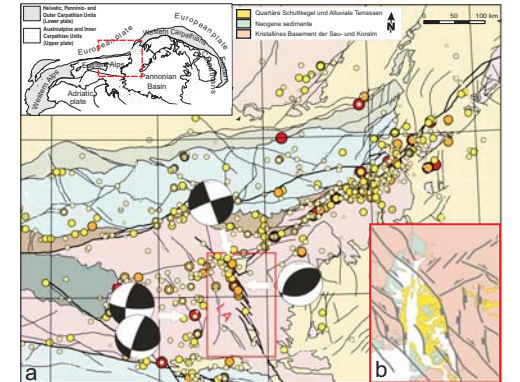 Helvetic, Penninic- and
Outer Carpathian Units
(Lower plate)
Austroalpine and Inner
Carpathian Units
(Upper plate)
European plate
European plate
Western Carpathians
Eastern Alps
Western Alps
Adriatic
plate
Pannonian
Basin
Quartäre Schuttkegel und Alluviale Terrassen
Neogene sedimente
Kristallines Basement der Sau- und Koralm
N
0
50
100 km
LA
a
b